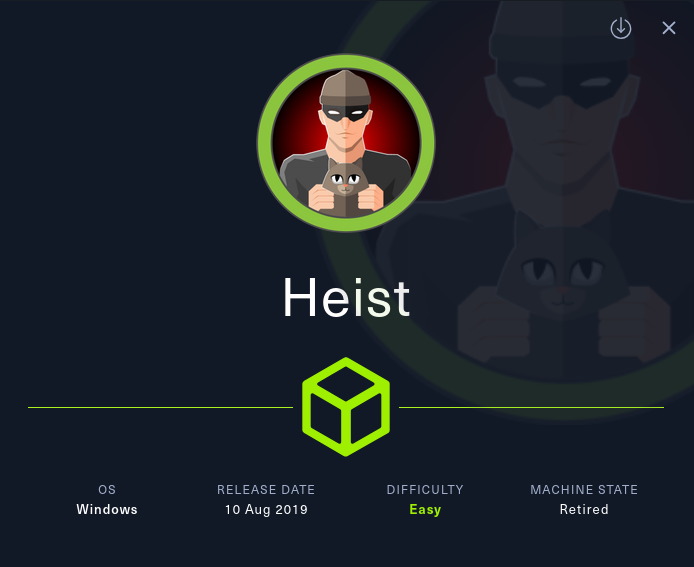 Heist
OS
RELEASE DATE
DIFFICULTY
MACHINE STATE
Windows
10 Aug 2019
Easy
Retired